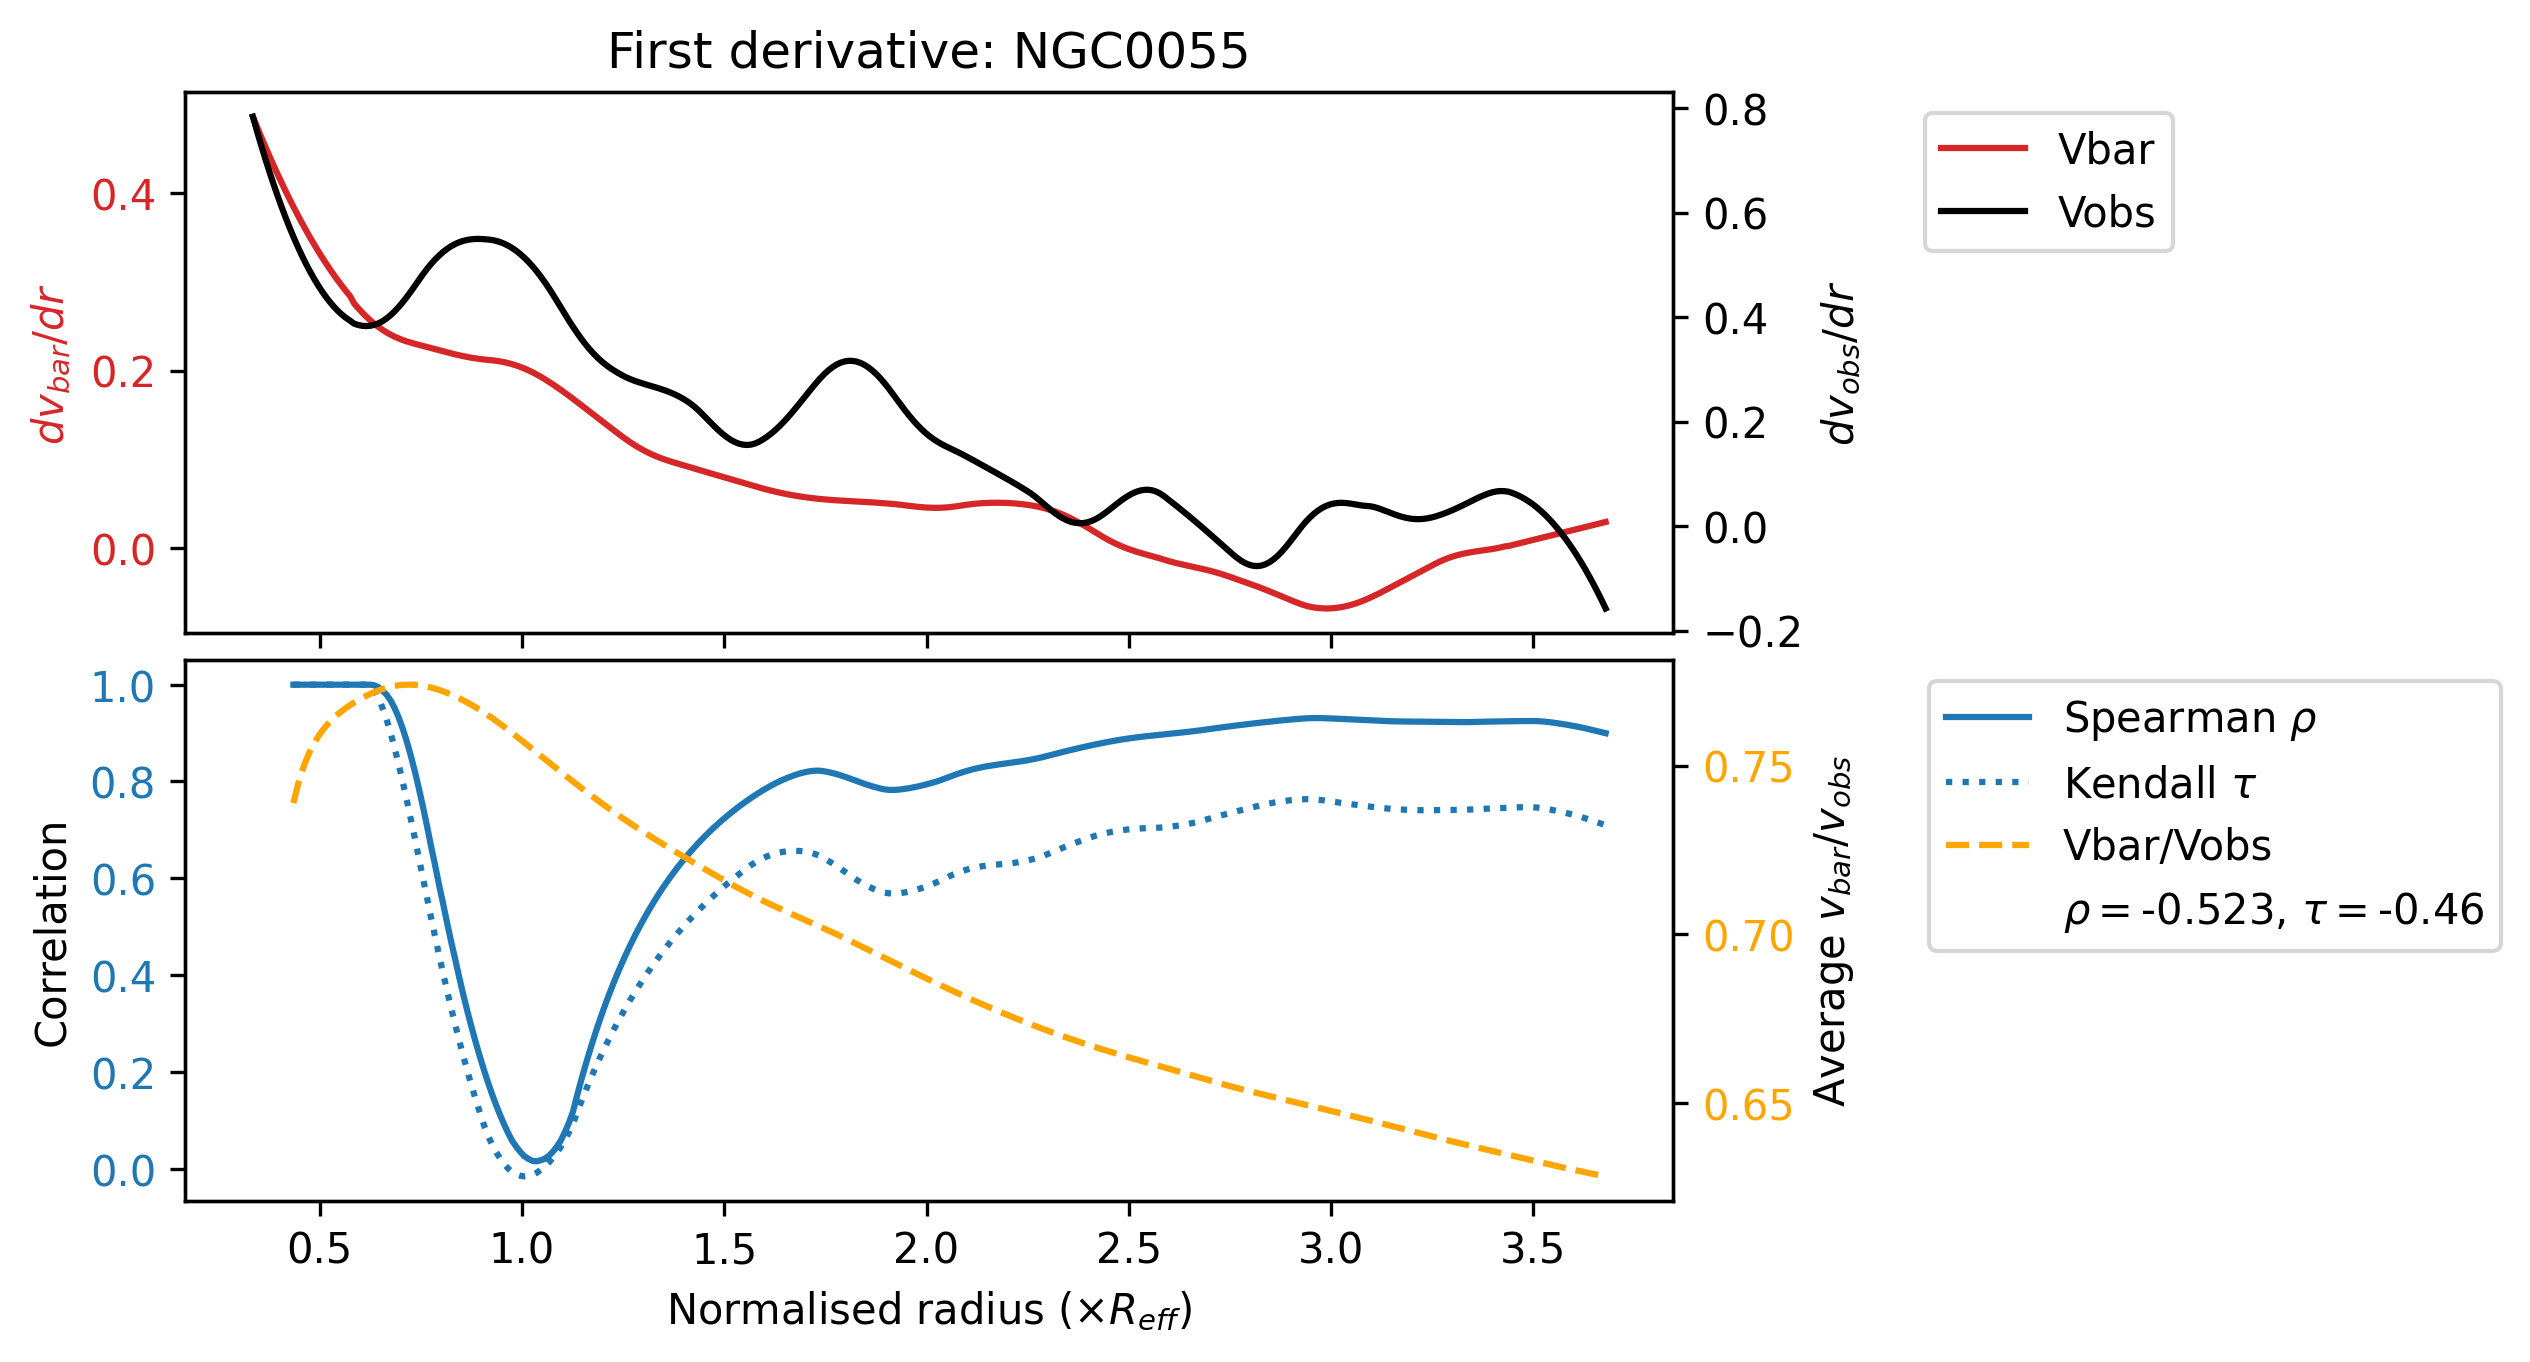 First derivative: NGC0055
0.4
0.2
0.0
dv_bar/dr
0.8
0.6
0.4
0.2
0.0
−0.2
dv_obs/dr
Vbar
Vobs
1.0
0.8
0.6
0.4
0.2
0.0
Correlation
0.75
0.70
0.65
Average v_bar/v_obs
Spearman ρ
Kendall τ
Vbar/Vobs
ρ = -0.523, τ = -0.46
0.5 1.0 1.5 2.0 2.5 3.0 3.5
Normalised radius (×R_eff)